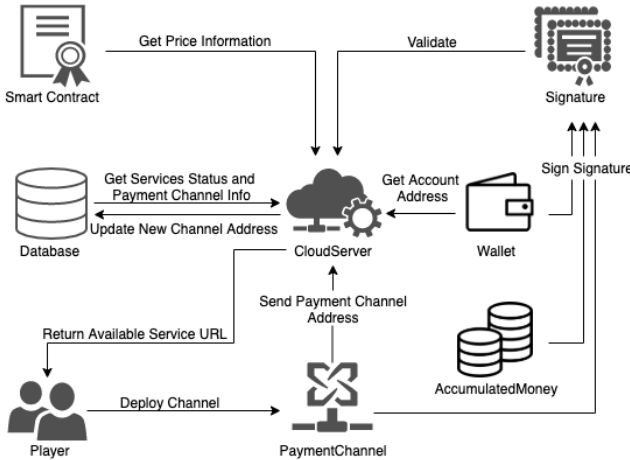 Get Price Information
Validate
Smart Contract
Signature
Get Services Status and
Payment Channel Info
Get Account
Address
Sign Signature
Update New Channel Address
Database
CloudServer
Wallet
Send Payment Channel
Address
Return Available Service URL
AccumulatedMoney
Deploy Channel
Player
PaymentChannel